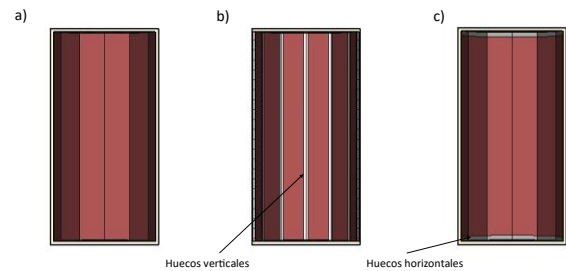 a)
b)
c)
Huecos verticales
Huecos horizontales